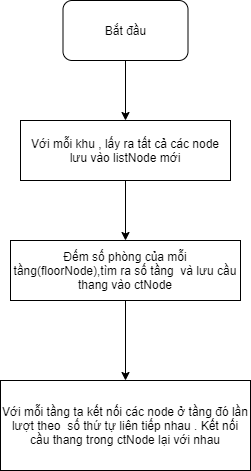 Bắt đầu
Với mỗi khu , lấy ra tất cả các node
lưu vào listNode mới
Đếm số phòng của mỗi
tầng(floorNode),tìm ra số tầng và lưu cầu
thang vào ctNode
Với mỗi tầng ta kết nối các node ở tầng đó lần
lượt theo số thứ tự liên tiếp nhau . Kết nối
cầu thang trong ctNode lại với nhau